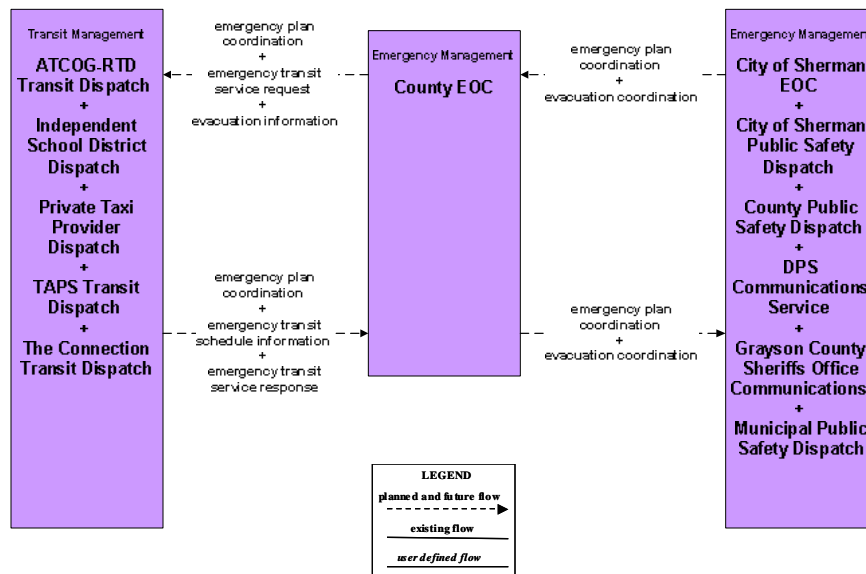 Transit Management
ATCOG-RTD
Transit Dispatch
+
Independent
School District
Dispatch
+
Private Taxi
Provider
Dispatch
+
TAPS Transit
Dispatch
+
The Connection
Transit Dispatch
emergency plan
coordination
+
emergency transit
service request
+
evacuation information
emergency plan
coordination
+
emergency transit
schedule information
+
emergency transit
service response
Emergency Management
County EOC
emergency plan
coordination
+
evacuation coordination
emergency plan
coordination
+
evacuation coordination
Emergency Management
City of Sherman
EOC
+
City of Sherman
Public Safety
Dispatch
+
County Public
Safety Dispatch
+
DPS
Communications
Service
+
Grayson County
Sheriffs Office
Communications
+
Municipal Public
Safety Dispatch
LEGEND
planned and future flow
existing flow
user defined flow